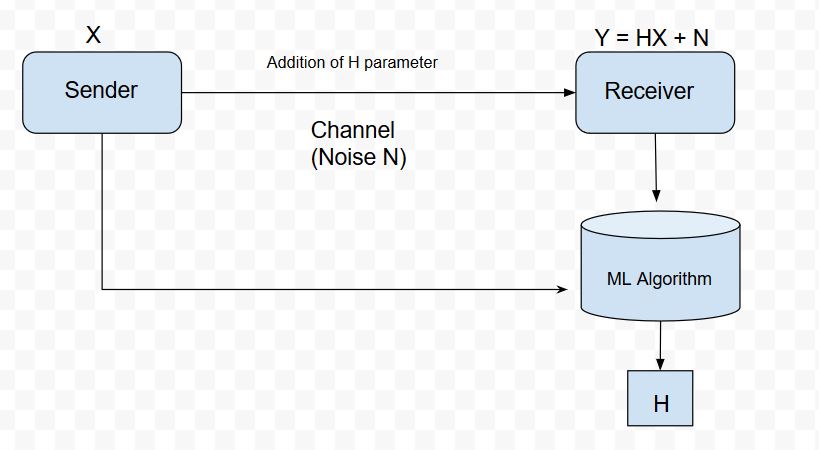 X
Y = HX + N
Sender
Addition of H parameter
Receiver
Channel
(Noise N)
ML Algorithm
H